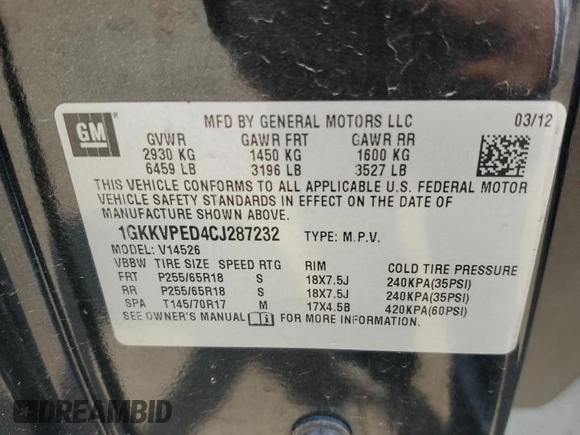 GM
MFD BY GENERAL MOTORS LLC 03/12
GVWR GAWR FRT GAWR RR
2930 KG 1450 KG 1600 KG
6459 LB 3196 LB 3527 LB
THIS VEHICLE CONFORMS TO ALL APPLICABLE U.S. FEDERAL MOTOR
VEHICLE SAFETY STANDARDS IN EFFECT ON THE DATE OF
MANUFACTURE SHOWN ABOVE.
1GKKVPED4CJ287232 TYPE: M.P.V.
MODEL: V14526
VBBW TIRE SIZE SPEED RTG RIM COLD TIRE PRESSURE
FRT P255/65R18 S 18X7.5J 240KPA(35PSI)
RR P255/65R18 S 18X7.5J 240KPA(35PSI)
SPA T145/70R17 M 17X4.5B 420KPA(60PSI)
SEE OWNER'S MANUAL FOR MORE INFORMATION.
DREAMBID